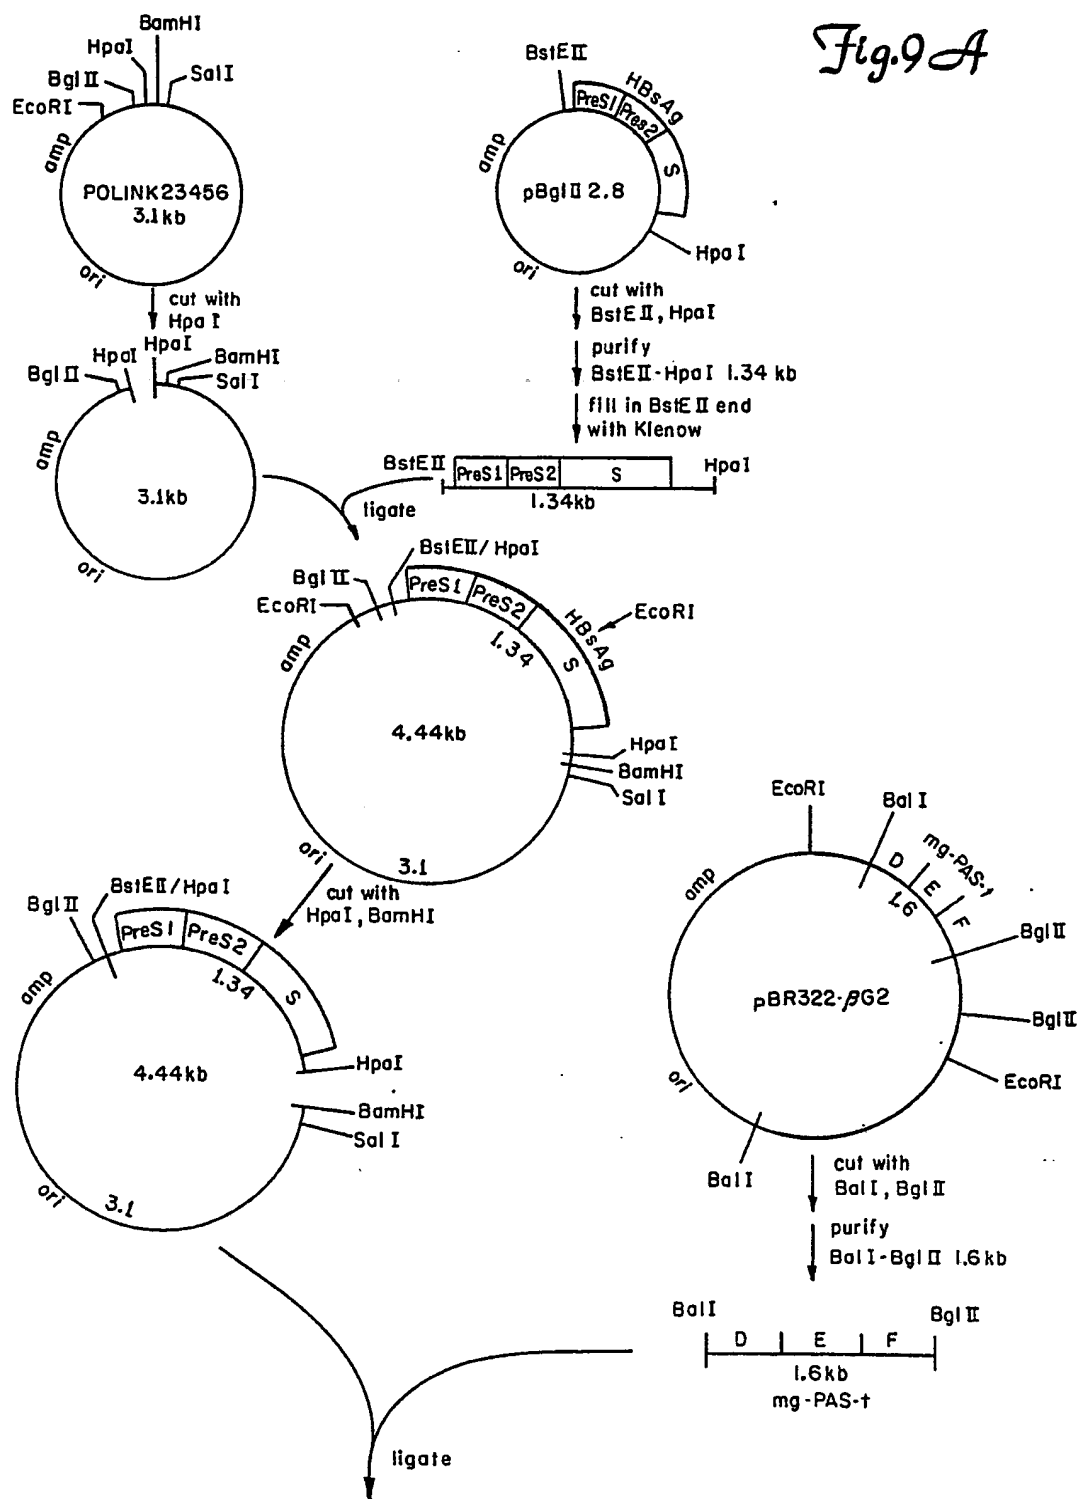 Fig.9A
BamHI
HpaI
BglII
SalI
EcoRI
amp
POLINK23456
3.1kb
ori
cut with
HpaI
BstEII
HBsAg
PreS1
Pres2
S
amp
pBglII 2.8
HpaI
ori
cut with
BstEII, HpaI
purify
BstEII-HpaI 1.34 kb
fill in BstEII end
with Klenow
HpaI
HpaI
BamHI
BglII
SalI
amp
3.1kb
ori
BstEII
PreS1
PreS2
S
HpaI
1.34kb
ligate
BstEII/HpaI
BglII
EcoRI
PreS1
PreS2
HBsAg
EcoRI
S
1.34
amp
4.44kb
HpaI
BamHI
SalI
ori
3.1
cut with
HpaI, BamHI
BstEII/HpaI
BglII
PreS1
PreS2
S
1.34
amp
4.44kb
HpaI
BamHI
SalI
ori
3.1
EcoRI
BalI
mg-PAS-t
D
E
F
1.6
amp
BglII
pBR322-βG2
BglII
EcoRI
ori
BalI
cut with
BalI, BglII
purify
BalI-BglII 1.6kb
BalI
BglII
D
E
F
1.6kb
mg-PAS-t
ligate